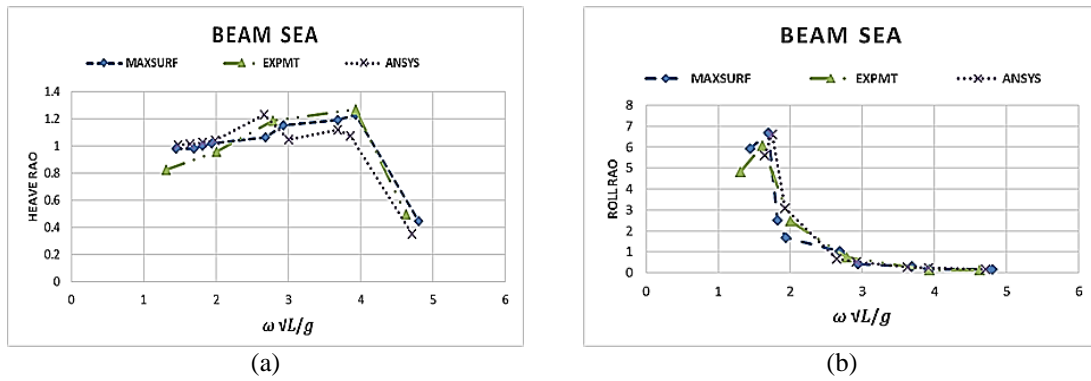 BEAM SEA
MAXSURF EXPMT ANSYS
HEAVE RAO
1.4
1.2
1
0.8
0.6
0.4
0.2
0
0 1 2 3 4 5 6
ω √L/g
(a)
BEAM SEA
MAXSURF EXPMT ANSYS
ROLL RAO
8
7
6
5
4
3
2
1
0
0 1 2 3 4 5 6
ω √L/g
(b)